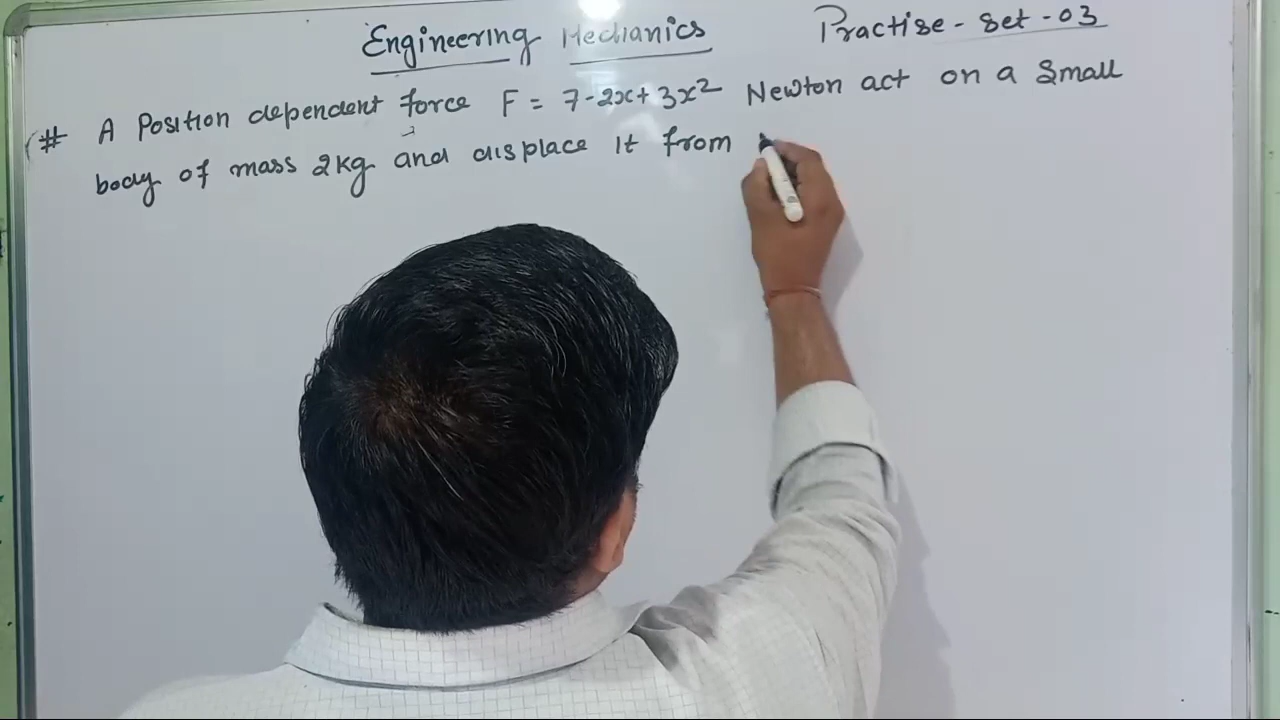 Engineering Mechanics
Practise - Set - 03
# A Position dependent force F = 7-2x+3x² Newton act on a small
body of mass 2kg and displace it from